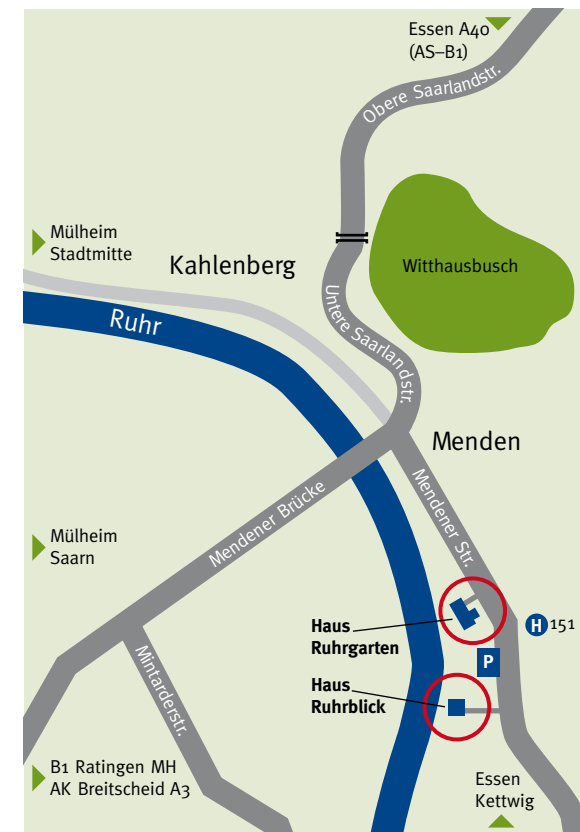 Essen A40
(AS–B1)
Obere Saarlandstr.
Mülheim
Stadtmitte
Kahlenberg
Witthausbusch
Ruhr
Untere Saarlandstr.
Menden
Mendener Brücke
Mendener Str.
Mülheim
Saarn
Haus
Ruhrgarten
H 151
P
Haus
Ruhrblick
Mintarderstr.
B1 Ratingen MH
AK Breitscheid A3
Essen
Kettwig